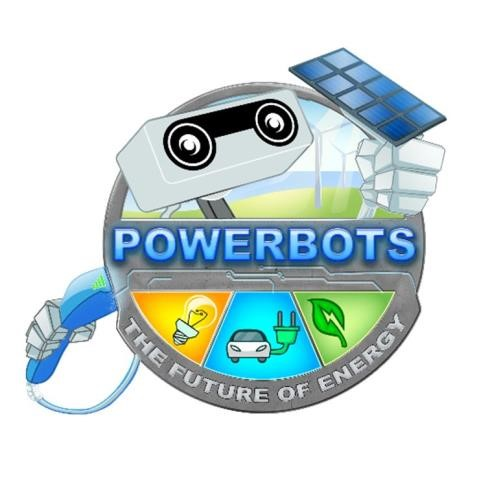 POWERBOTS
THE FUTURE OF ENERGY